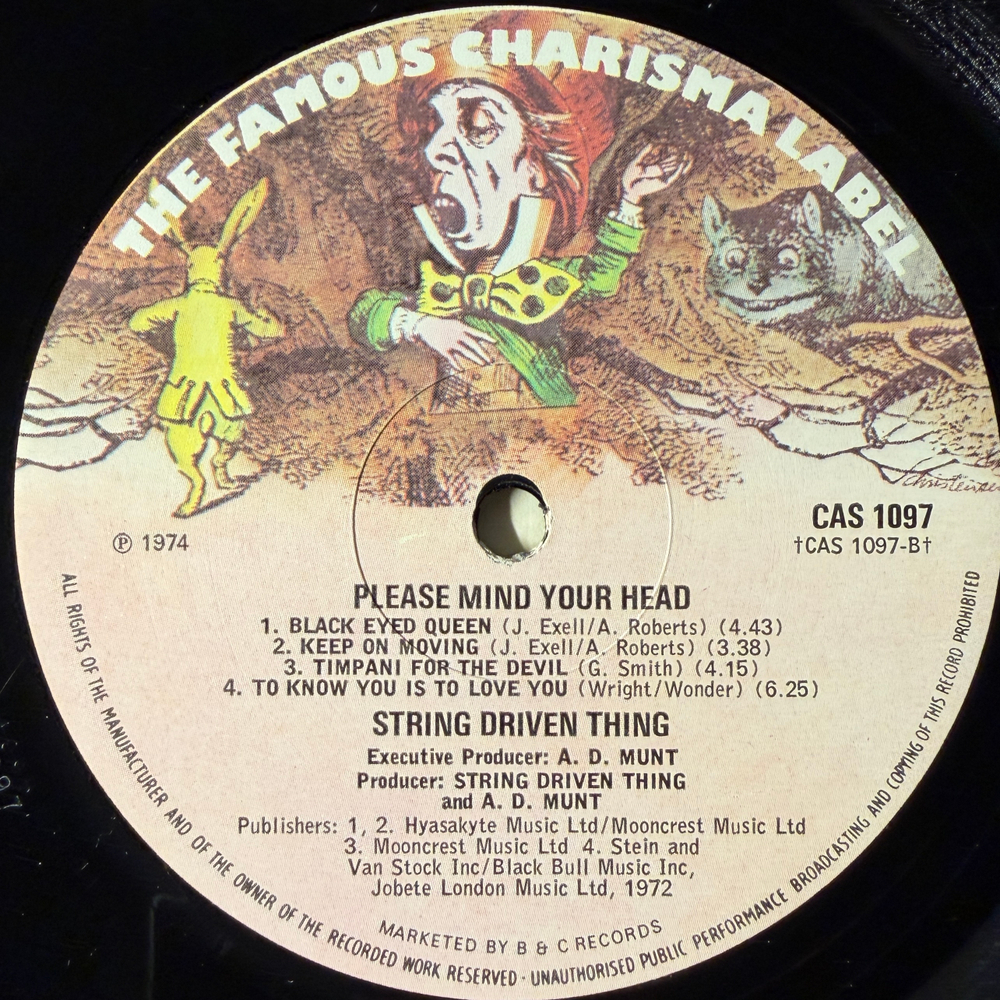 THE FAMOUS CHARISMA LABEL
CAS 1097
℗ 1974
†CAS 1097-B†
PLEASE MIND YOUR HEAD
1. BLACK EYED QUEEN (J. Exell/A. Roberts) (4.43)
2. KEEP ON MOVING (J. Exell/A. Roberts) (3.38)
3. TIMPANI FOR THE DEVIL (G. Smith) (4.15)
4. TO KNOW YOU IS TO LOVE YOU (Wright/Wonder) (6.25)
STRING DRIVEN THING
Executive Producer: A. D. MUNT
Producer: STRING DRIVEN THING
and A. D. MUNT
Publishers: 1, 2. Hyasakyte Music Ltd/Mooncrest Music Ltd
3. Mooncrest Music Ltd 4. Stein and
Van Stock Inc/Black Bull Music Inc,
Jobete London Music Ltd, 1972
MARKETED BY B & C RECORDS
ALL RIGHTS OF THE MANUFACTURER AND OF THE OWNER OF THE RECORDED WORK RESERVED · UNAUTHORISED PUBLIC PERFORMANCE BROADCASTING AND COPYING OF THIS RECORD PROHIBITED